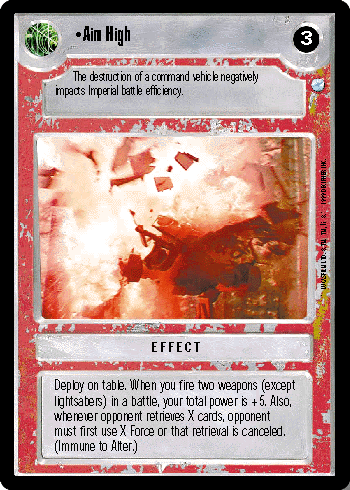 •Aim High
3
The destruction of a command vehicle negatively
impacts Imperial battle efficiency.
EFFECT
Deploy on table. When you fire two weapons (except
lightsabers) in a battle, your total power is +5. Also,
whenever opponent retrieves X cards, opponent
must first use X Force or that retrieval is canceled.
(Immune to Alter.)